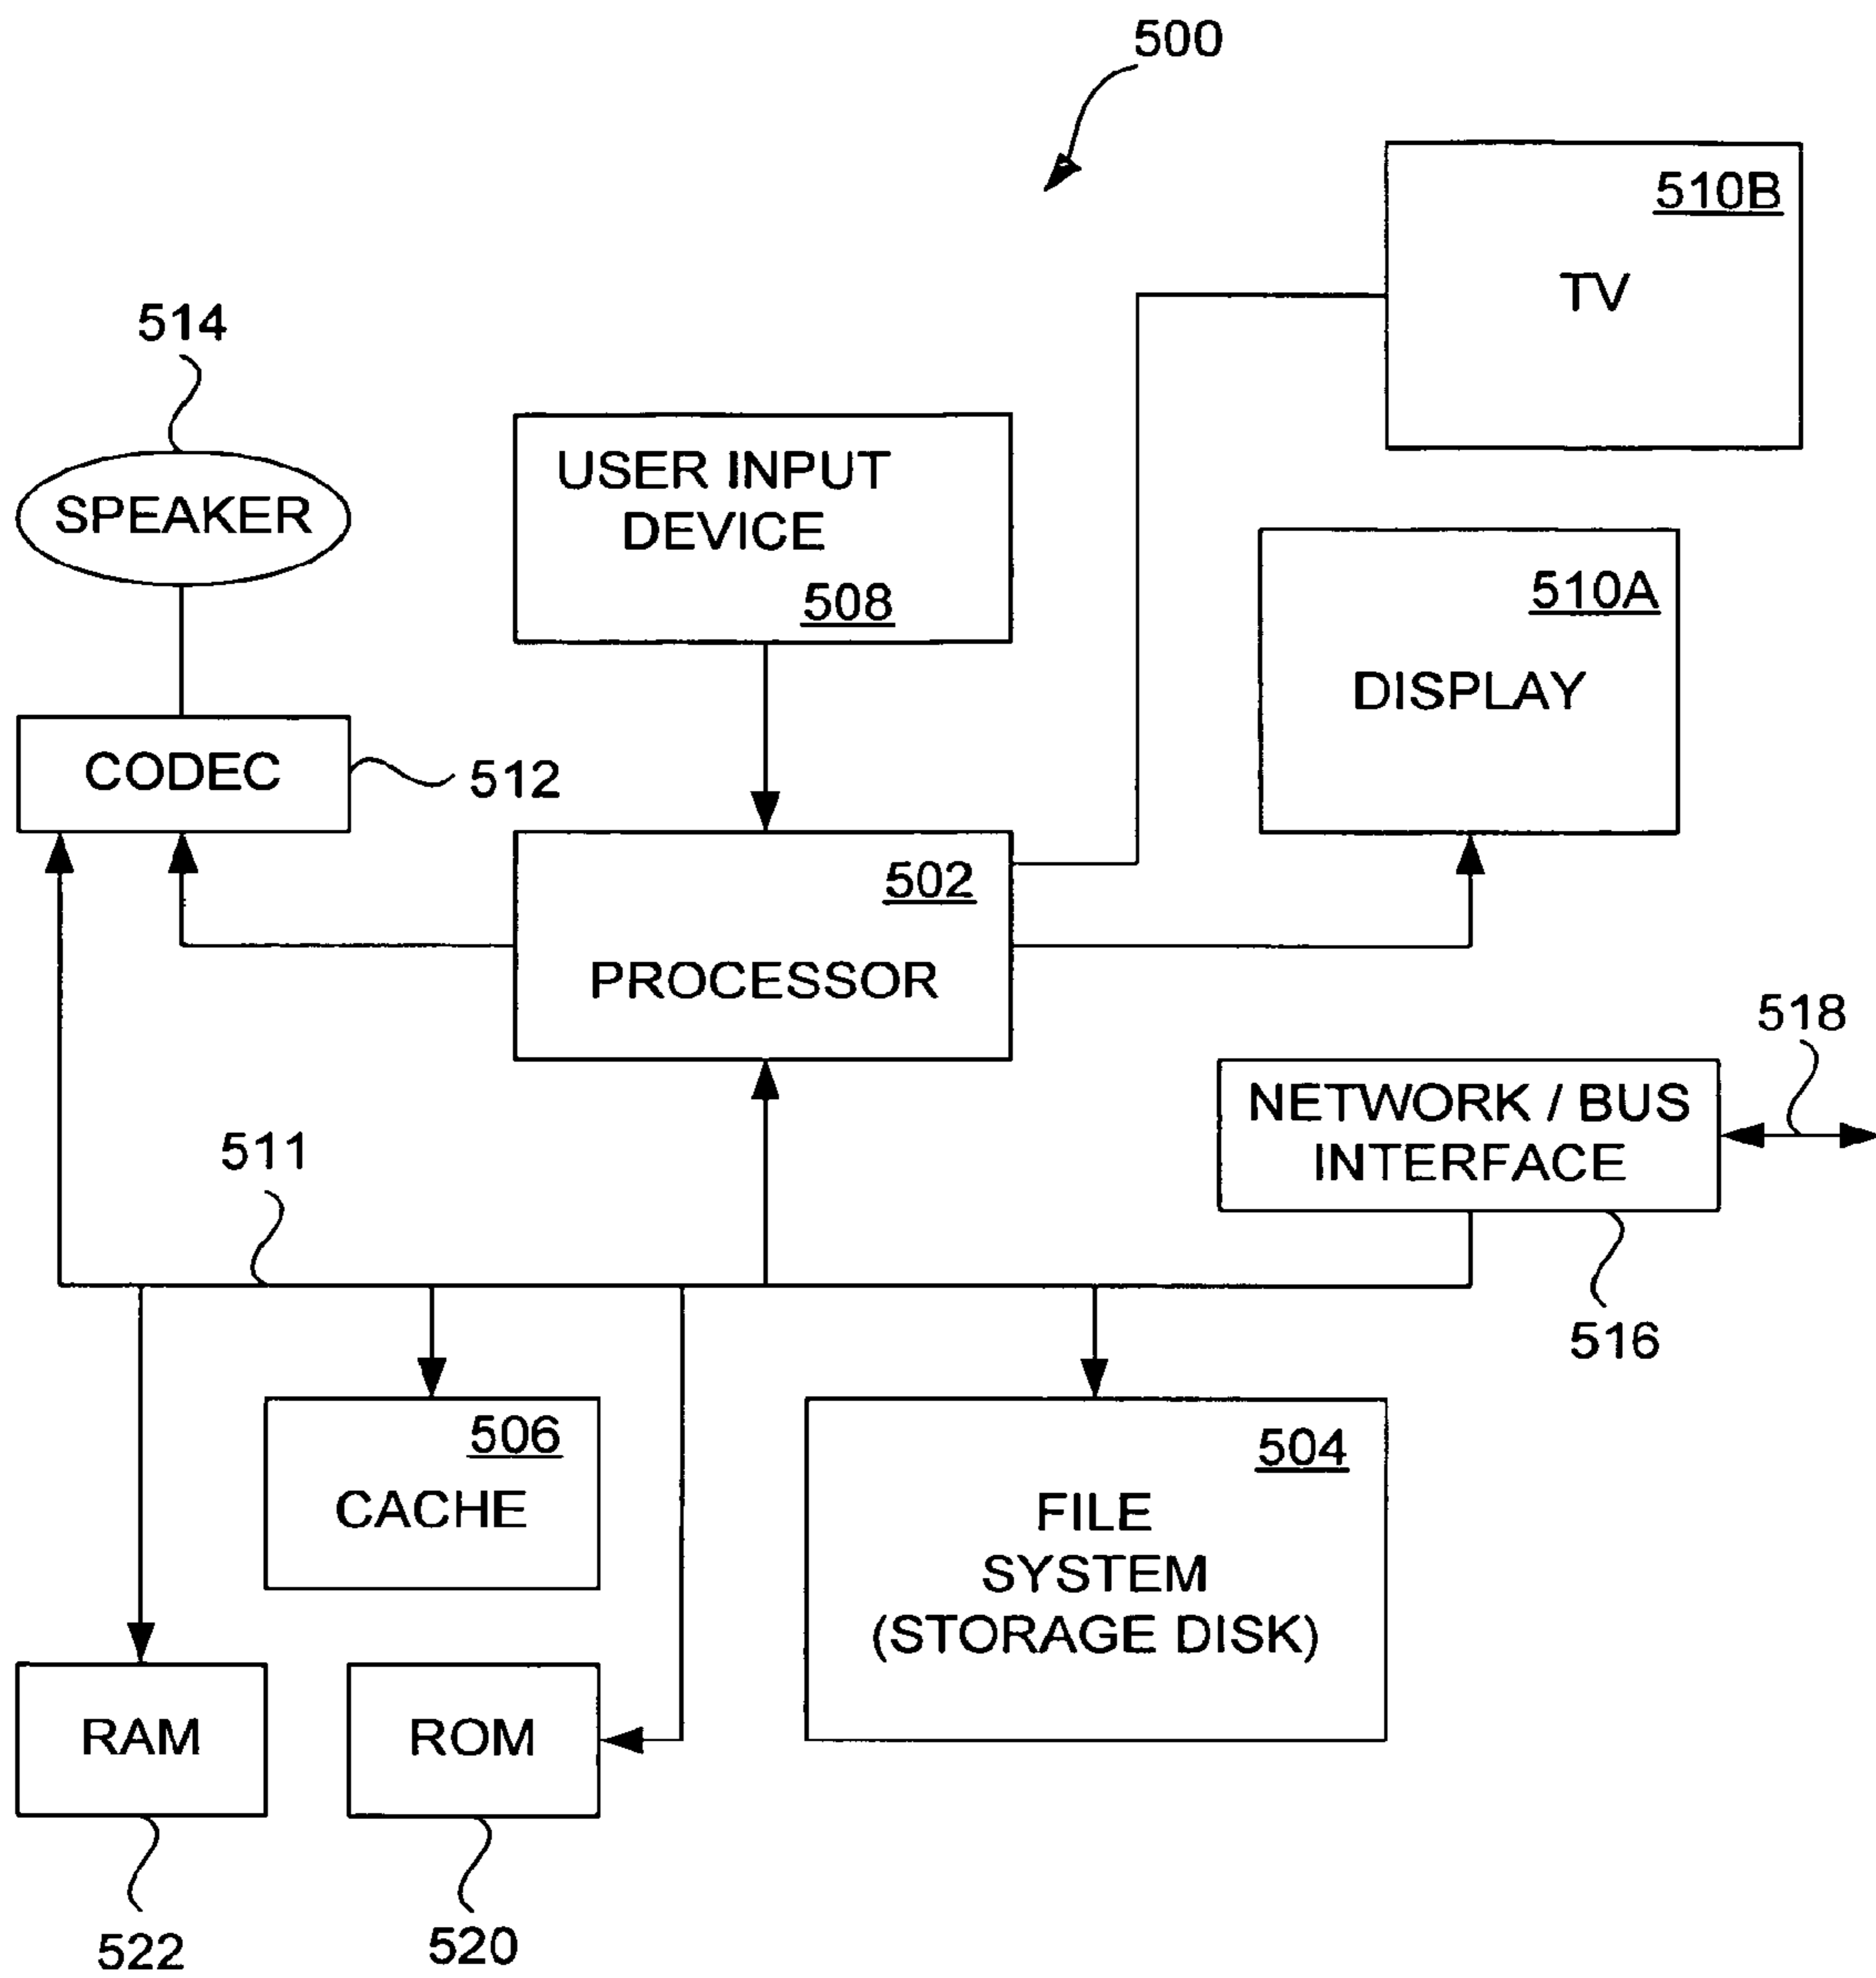 500
510B
TV
514
SPEAKER
USER INPUT
DEVICE
508
510A
DISPLAY
CODEC
512
502
PROCESSOR
518
NETWORK / BUS
INTERFACE
511
516
506
CACHE
504
FILE
SYSTEM
(STORAGE DISK)
RAM
ROM
522
520